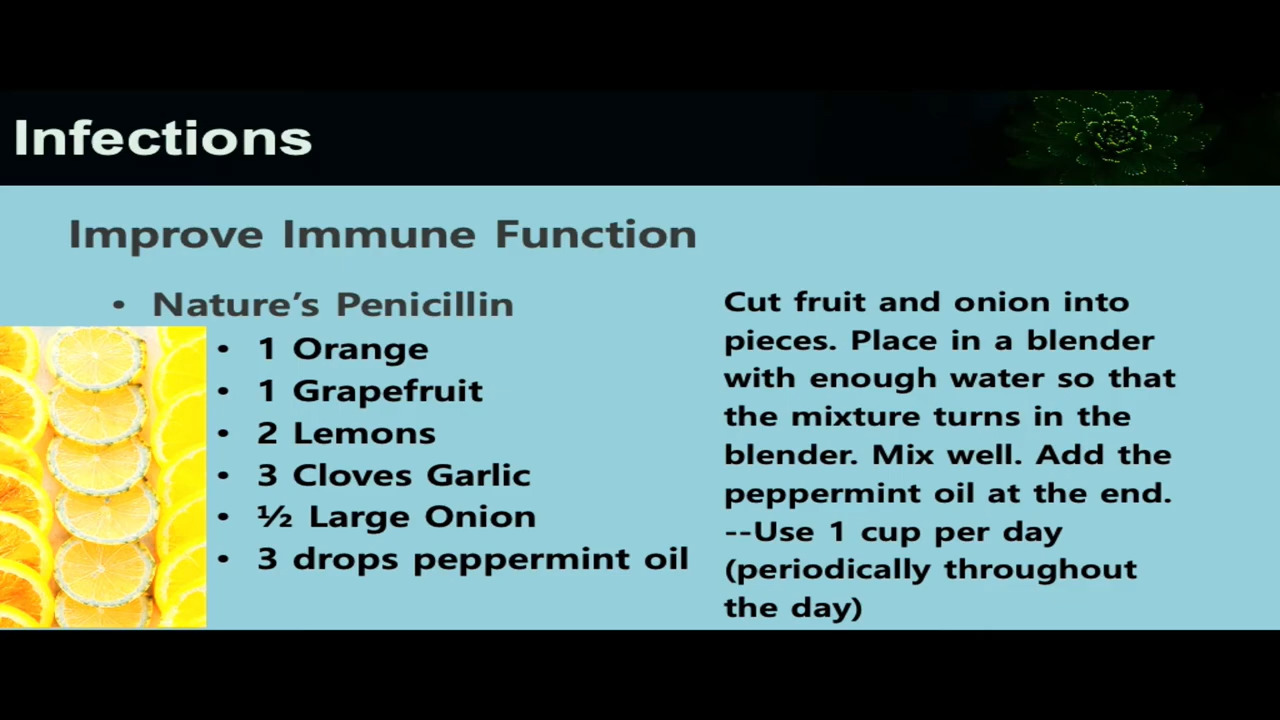 Infections
Improve Immune Function
• Nature's Penicillin
• 1 Orange
• 1 Grapefruit
• 2 Lemons
• 3 Cloves Garlic
• ½ Large Onion
• 3 drops peppermint oil
Cut fruit and onion into
pieces. Place in a blender
with enough water so that
the mixture turns in the
blender. Mix well. Add the
peppermint oil at the end.
--Use 1 cup per day
(periodically throughout
the day)